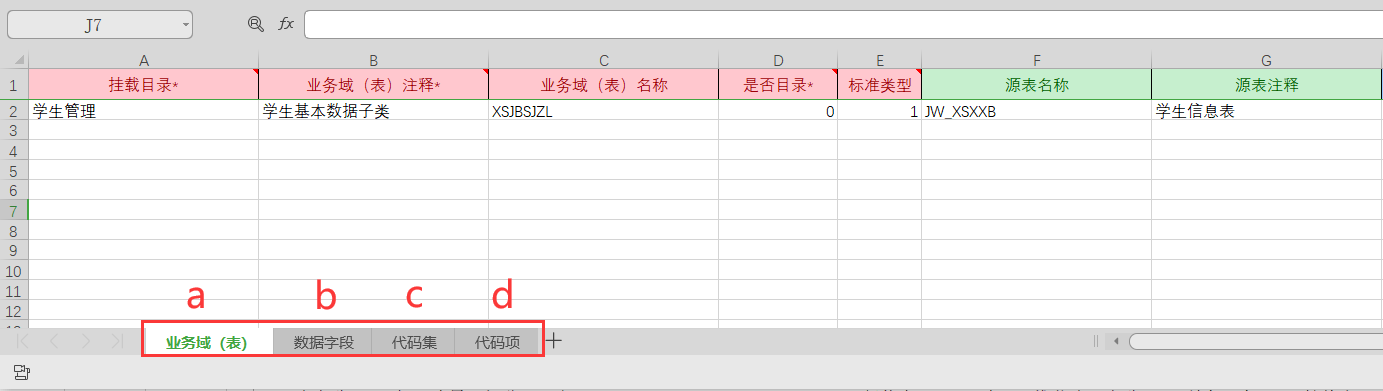 J7
fx
A B C D E F G
1 挂载目录* 业务域（表）注释* 业务域（表）名称 是否目录* 标准类型 源表名称 源表注释
2 学生管理 学生基本数据子类 XSJBSJZL 0 1 JW_XSXXB 学生信息表
3
4
5
6
7
8
9
10
11
12
a b c d
业务域（表） 数据字段 代码集 代码项